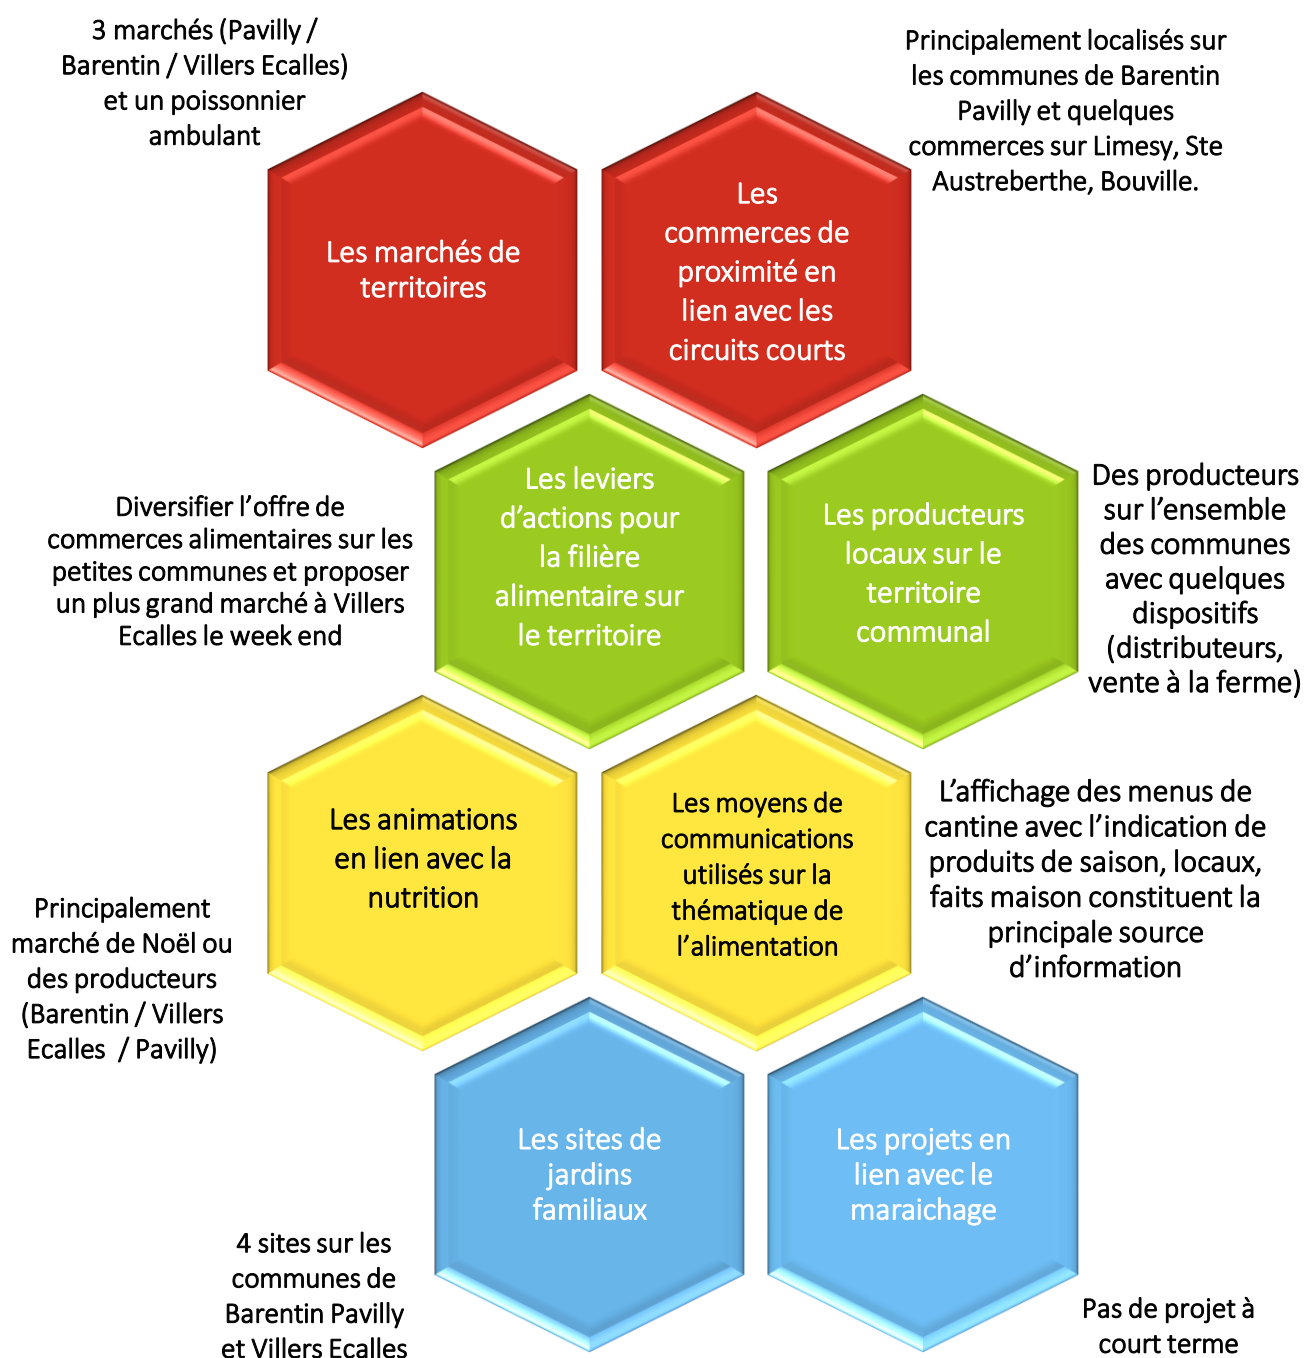 3 marchés (Pavilly /
Barentin / Villers Ecalles)
et un poissonnier
ambulant
Principalement localisés sur
les communes de Barentin
Pavilly et quelques
commerces sur Limesy, Ste
Austreberthe, Bouville.
Les marchés de
territoires
Les
commerces de
proximité en
lien avec les
circuits courts
Diversifier l’offre de
commerces alimentaires sur les
petites communes et proposer
un plus grand marché à Villers
Ecalles le week end
Les leviers
d’actions pour
la filière
alimentaire sur
le territoire
Les producteurs
locaux sur le
territoire
communal
Des producteurs
sur l’ensemble
des communes
avec quelques
dispositifs
(distributeurs,
vente à la ferme)
Principalement
marché de Noël ou
des producteurs
(Barentin / Villers
Ecalles / Pavilly)
Les animations
en lien avec la
nutrition
Les moyens de
communications
utilisés sur la
thématique de
l’alimentation
L’affichage des menus de
cantine avec l’indication de
produits de saison, locaux,
faits maison constituent la
principale source
d’information
4 sites sur les
communes de
Barentin Pavilly
et Villers Ecalles
Les sites de
jardins
familiaux
Les projets en
lien avec le
maraichage
Pas de projet à
court terme